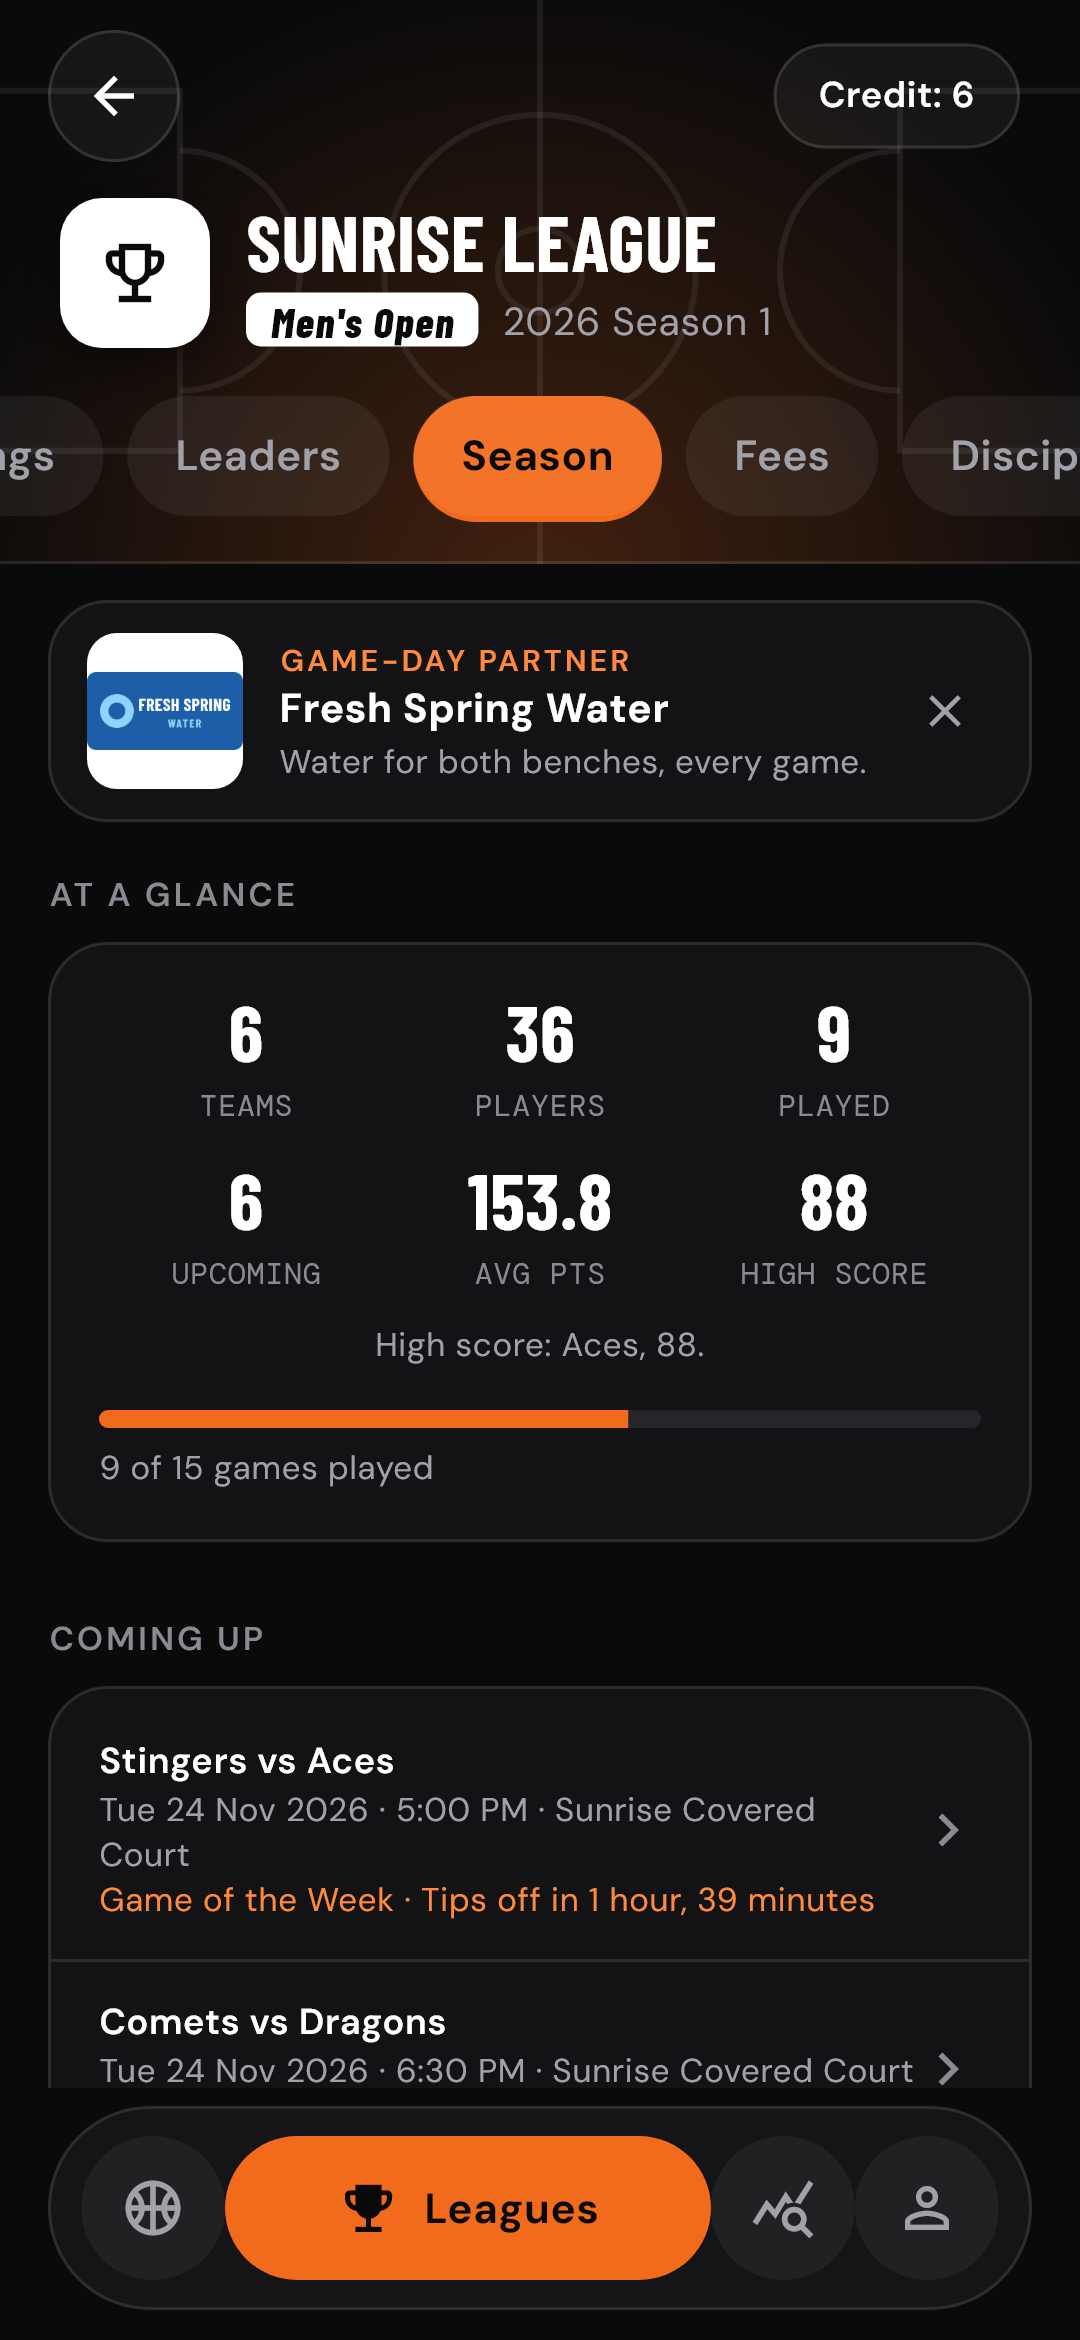 Credit: 6
SUNRISE LEAGUE
Men's Open 2026 Season 1
ngs Leaders Season Fees Discip
GAME-DAY PARTNER
FRESH SPRING
WATER
Fresh Spring Water
Water for both benches, every game.
AT A GLANCE
6 36 9
TEAMS PLAYERS PLAYED
6 153.8 88
UPCOMING AVG PTS HIGH SCORE
High score: Aces, 88.
9 of 15 games played
COMING UP
Stingers vs Aces
Tue 24 Nov 2026 · 5:00 PM · Sunrise Covered
Court
Game of the Week · Tips off in 1 hour, 39 minutes
Comets vs Dragons
Tue 24 Nov 2026 · 6:30 PM · Sunrise Covered Court
Leagues